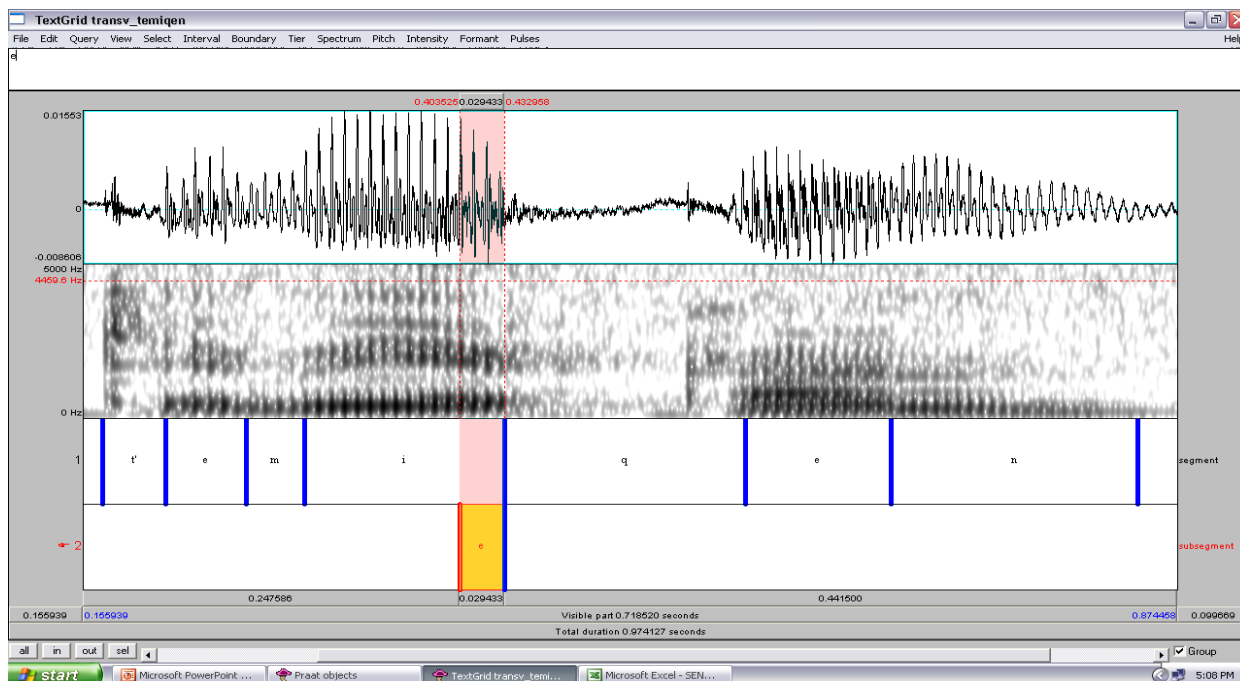 TextGrid transv_temiqen
File Edit Query View Select Interval Boundary Tier Spectrum Pitch Intensity Formant Pulses Help
e
0.403525 0.029433 0.432958
0.01553
0
-0.008606
5000 Hz
4459.6 Hz
0 Hz
1 t' e m i q e n segment
2 e subsegment
0.247586 0.029433 0.441500
0.155939 0.155939 Visible part 0.718520 seconds 0.874458 0.099669
Total duration 0.974127 seconds
all in out sel Group
start Microsoft PowerPoint ... Praat objects TextGrid transv_temi... Microsoft Excel - SEN... 5:08 PM